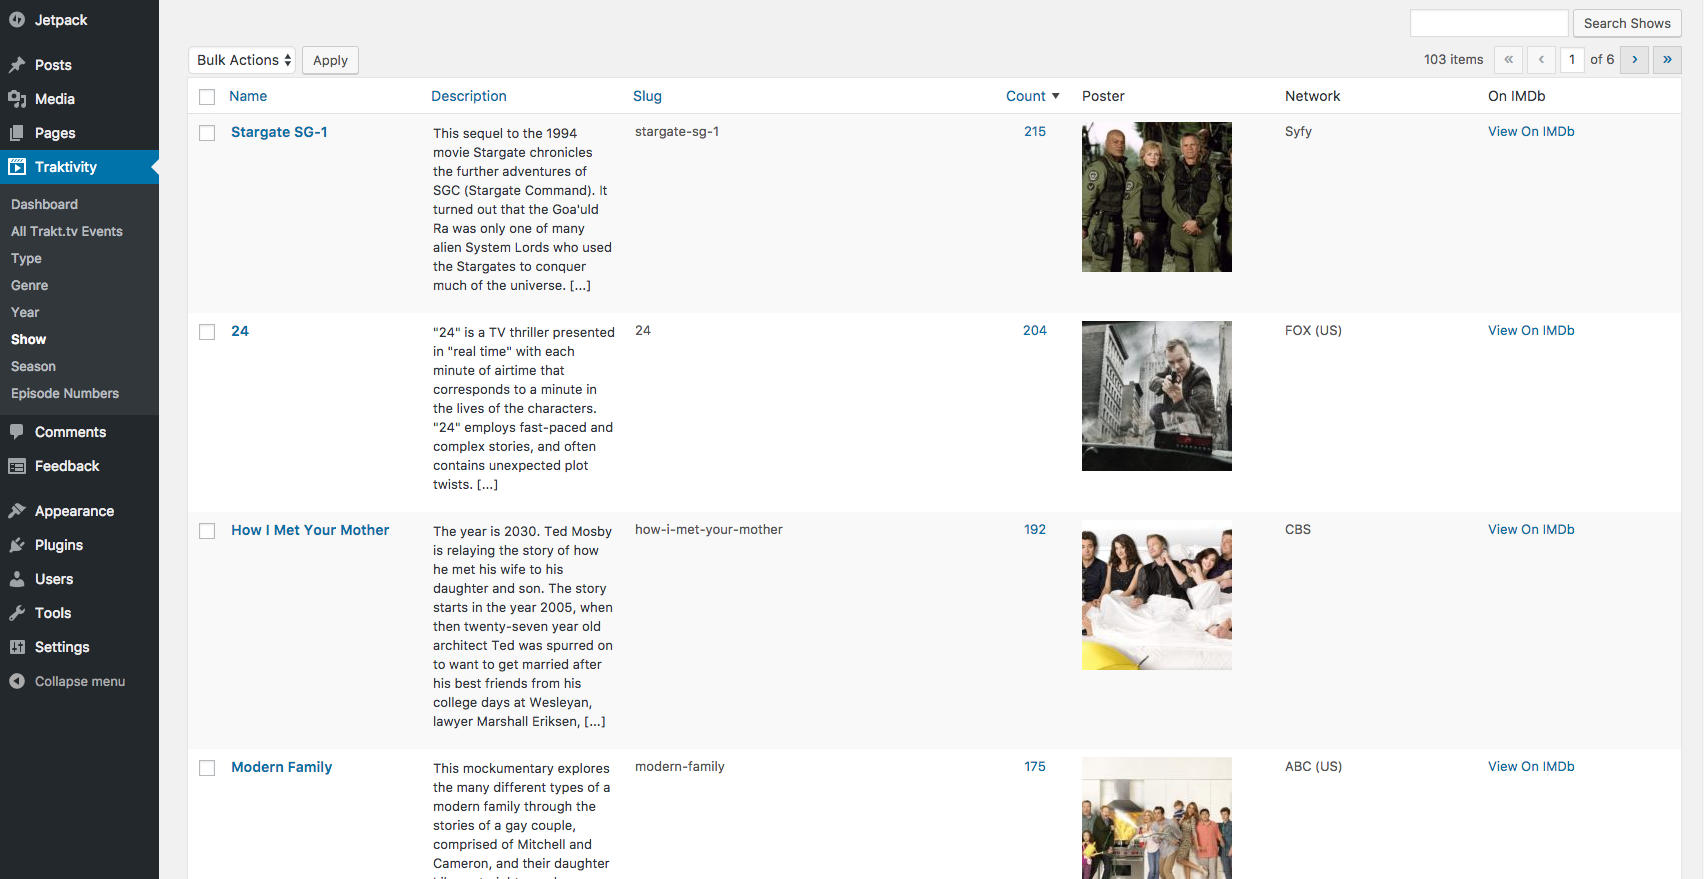 Jetpack
Posts
Media
Pages
Traktivity
Dashboard
All Trakt.tv Events
Type
Genre
Year
Show
Season
Episode Numbers
Comments
Feedback
Appearance
Plugins
Users
Tools
Settings
Collapse menu
Search Shows
Bulk Actions
Apply
103 items « ‹ 1 of 6 › »
Name Description Slug Count Poster Network On IMDb
Stargate SG-1
This sequel to the 1994
movie Stargate chronicles
the further adventures of
SGC (Stargate Command). It
turned out that the Goa'uld
Ra was only one of many
alien System Lords who used
the Stargates to conquer
much of the universe. [...]
stargate-sg-1
215
Syfy
View On IMDb
24
"24" is a TV thriller presented
in "real time" with each
minute of airtime that
corresponds to a minute in
the lives of the characters.
"24" employs fast-paced and
complex stories, and often
contains unexpected plot
twists. [...]
24
204
FOX (US)
View On IMDb
How I Met Your Mother
The year is 2030. Ted Mosby
is relaying the story of how
he met his wife to his
daughter and son. The story
starts in the year 2005, when
then twenty-seven year old
architect Ted was spurred on
to want to get married after
his best friends from his
college days at Wesleyan,
lawyer Marshall Eriksen, [...]
how-i-met-your-mother
192
CBS
View On IMDb
Modern Family
This mockumentary explores
the many different types of a
modern family through the
stories of a gay couple,
comprised of Mitchell and
Cameron, and their daughter
modern-family
175
ABC (US)
View On IMDb